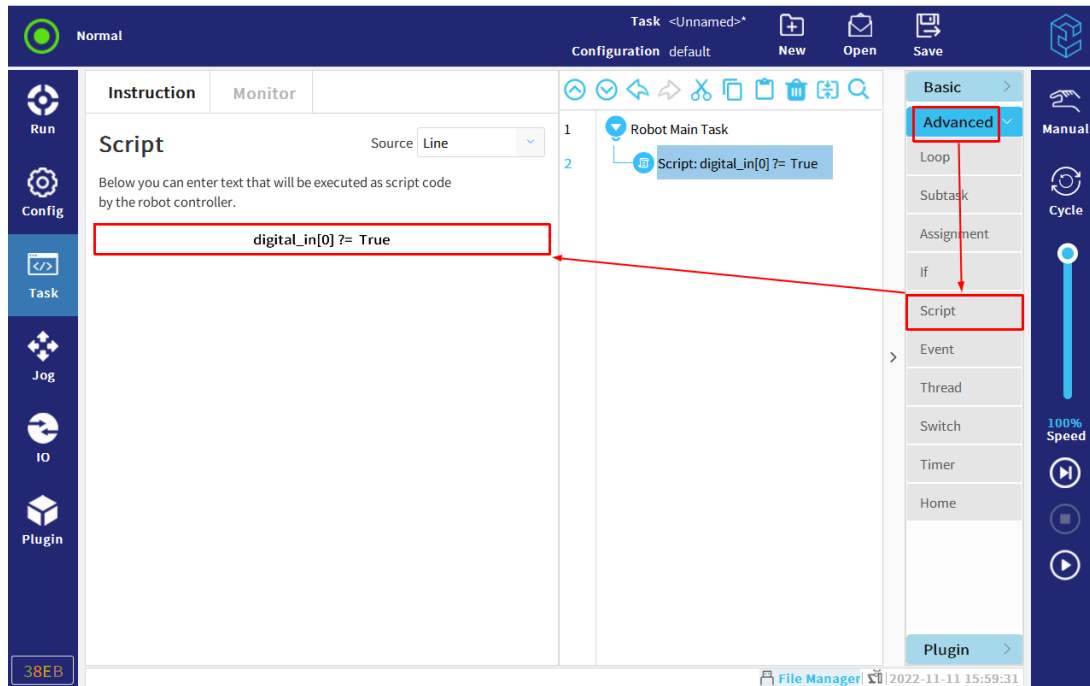 Normal
Task <Unnamed>*
Configuration default
New
Open
Save
Run
Config
Task
Jog
IO
Plugin
38EB
Instruction
Monitor
Script
Source Line
Below you can enter text that will be executed as script code
by the robot controller.
digital_in[0] ?= True
1 Robot Main Task
2 Script: digital_in[0] ?= True
Basic
Advanced
Loop
Subtask
Assignment
If
Script
Event
Thread
Switch
Timer
Home
Plugin
Manual
Cycle
100%
Speed
File Manager
2022-11-11 15:59:31